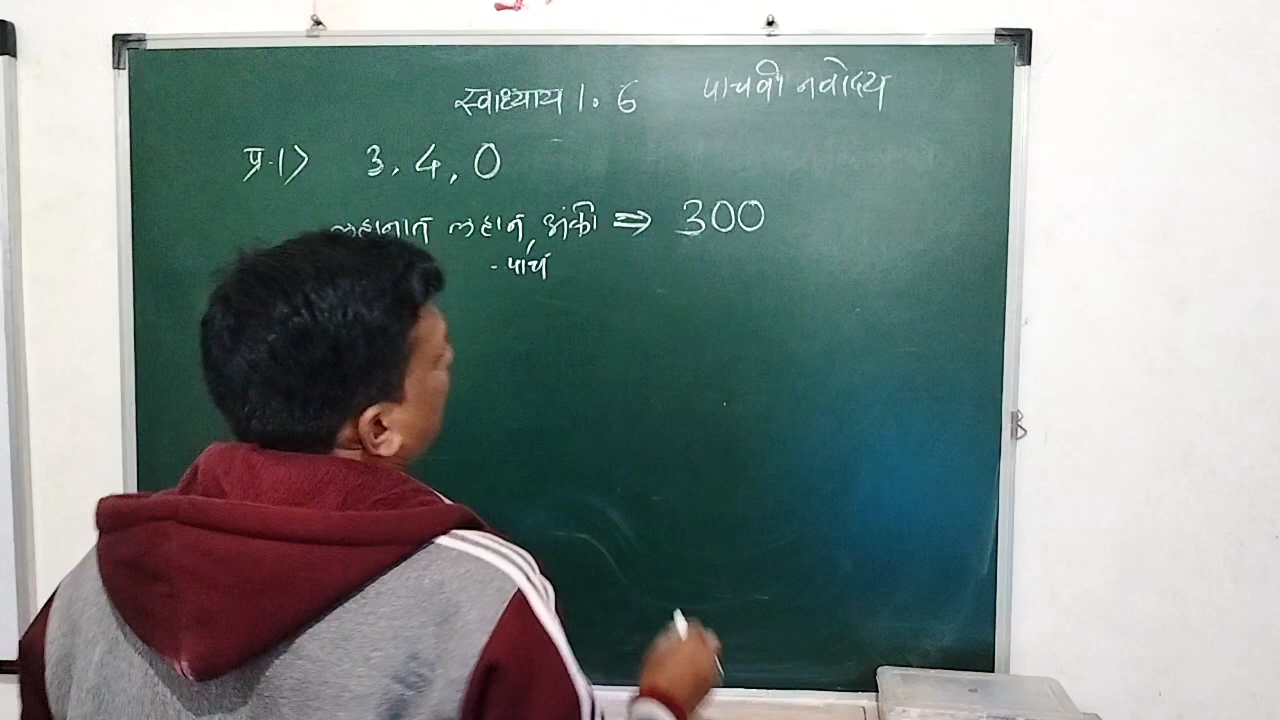 स्वाध्याय 1.6 पाचवी नवोदय
प्र.1> 3, 4, 0
लहानात लहान अंकी ⇒ 300
पाच